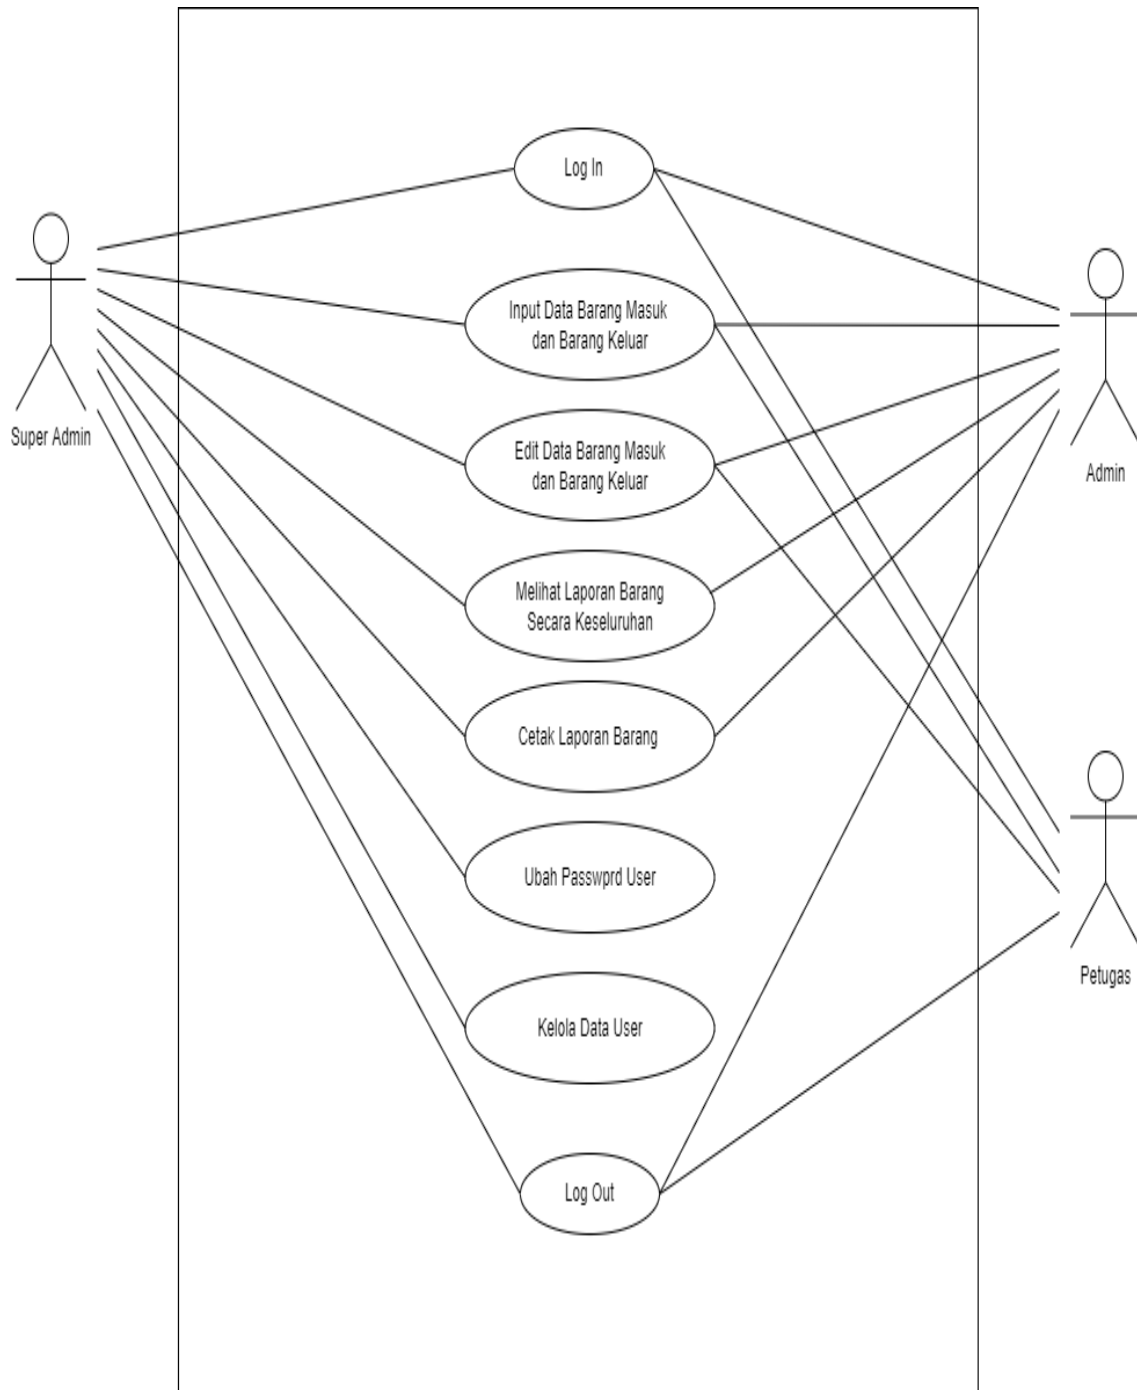 Log In
Input Data Barang Masuk
dan Barang Keluar
Super Admin
Edit Data Barang Masuk
dan Barang Keluar
Admin
Melihat Laporan Barang
Secara Keseluruhan
Cetak Laporan Barang
Ubah Passwprd User
Petugas
Kelola Data User
Log Out